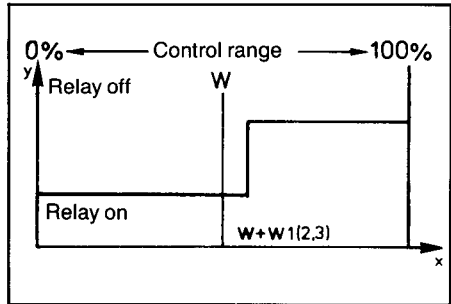 0% Control range 100%
y Relay off W
Relay on
W+W1(2,3)
x